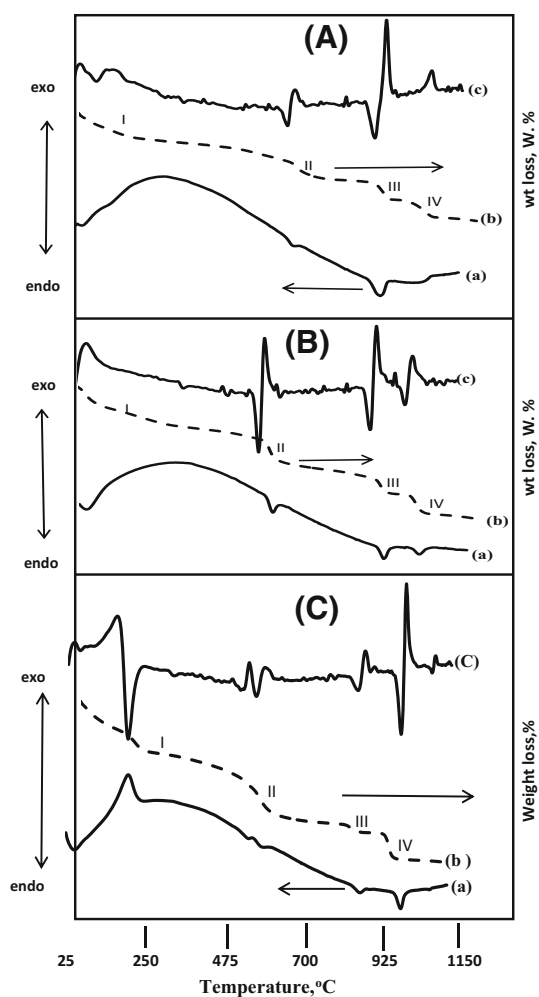 (A)
exo
(c)
I
II
III
IV
(b)
endo
(a)
wt loss, W. %
(B)
exo
(c)
I
II
III
IV
(b)
endo
(a)
wt loss, W. %
(C)
exo
(C)
I
II
III
IV
(b )
endo
(a)
Weight loss,%
25 250 475 700 925 1150
Temperature,°C